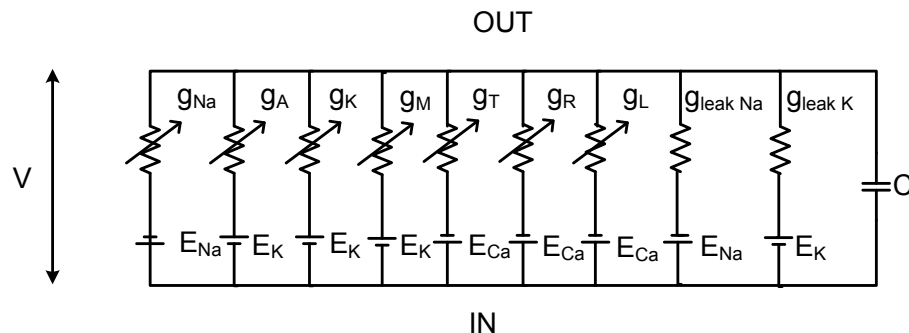 OUT
gNa gA gK gM gT gR gL gleak Na gleak K
V
C
ENa EK EK EK ECa ECa ECa ENa EK
IN